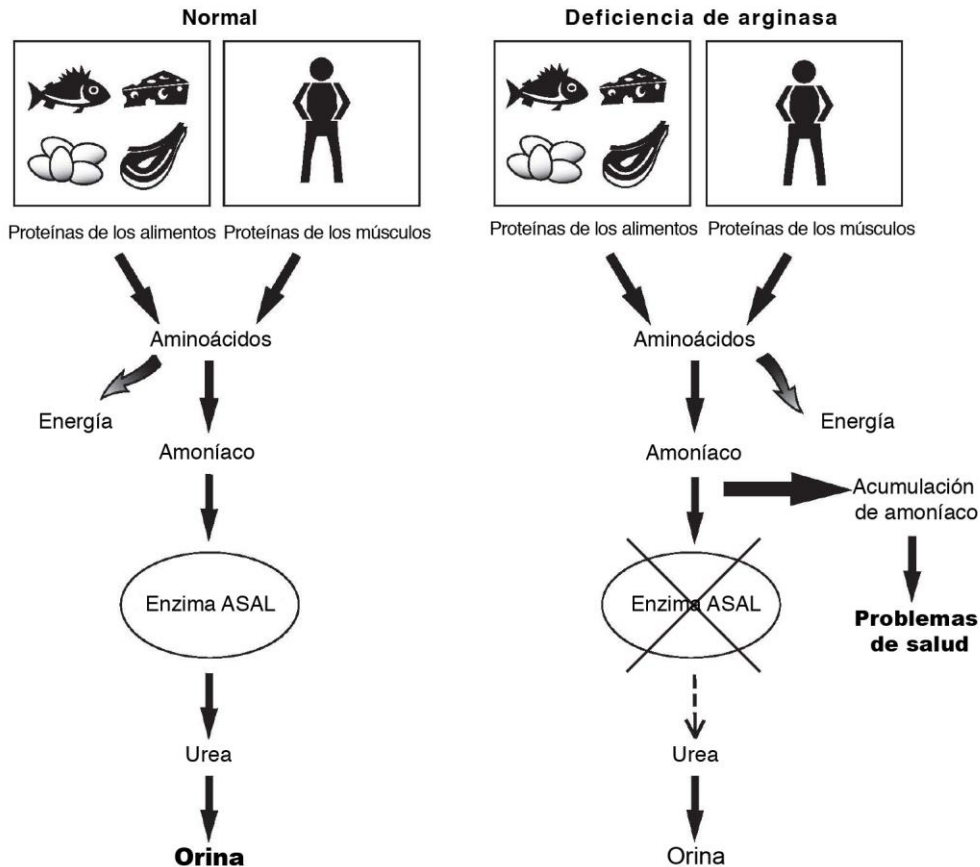 Normal
Proteínas de los alimentos
Proteínas de los músculos
Aminoácidos
Energía
Amoníaco
Enzima ASAL
Urea
Orina
Deficiencia de arginasa
Proteínas de los alimentos
Proteínas de los músculos
Aminoácidos
Energía
Amoníaco
Acumulación
de amoníaco
Enzima ASAL
Problemas
de salud
Urea
Orina